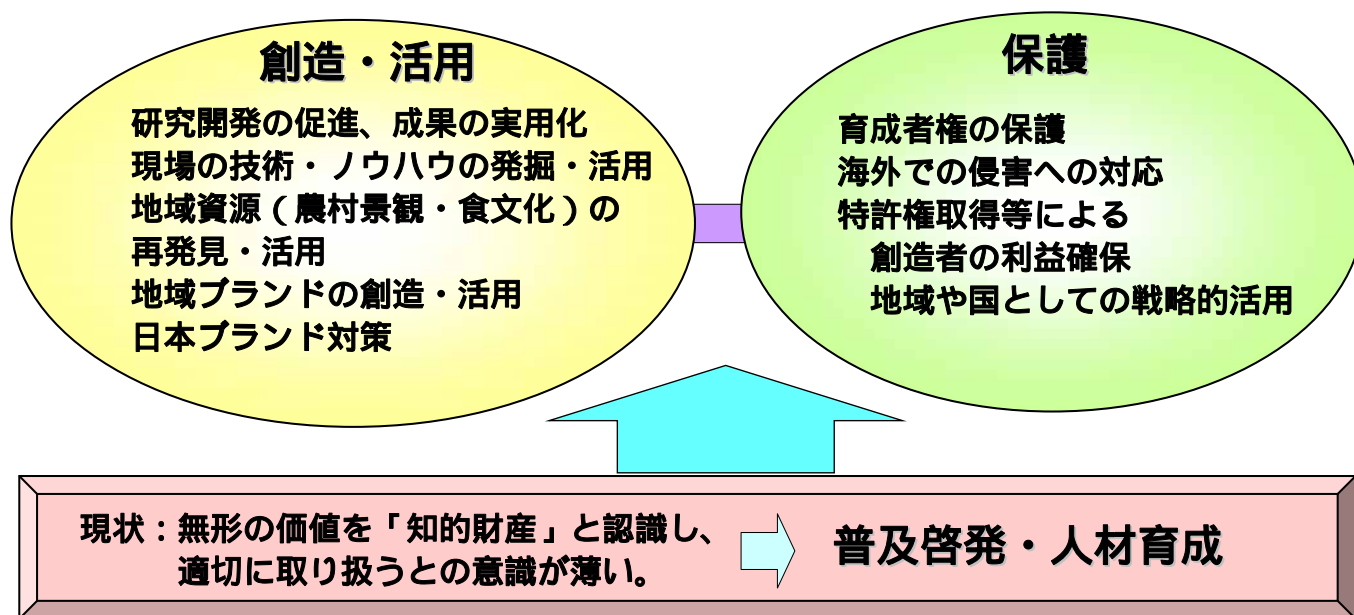 創造・活用
研究開発の促進、成果の実用化
現場の技術・ノウハウの発掘・活用
地域資源（農村景観・食文化）の
再発見・活用
地域ブランドの創造・活用
日本ブランド対策
保護
育成者権の保護
海外での侵害への対応
特許権取得等による
創造者の利益確保
地域や国としての戦略的活用
現状：無形の価値を「知的財産」と認識し、
適切に取り扱うとの意識が薄い。
普及啓発・人材育成